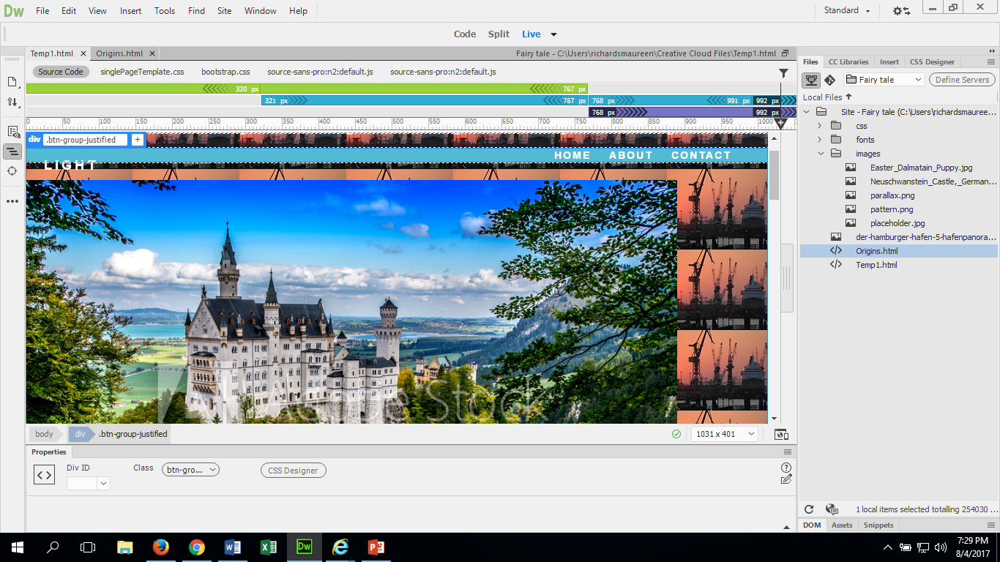 Dw File Edit View Insert Tools Find Site Window Help Standard
Code Split Live
Temp1.html × Origins.html × Fairy tale - C:\Users\richardsmaureen\Creative Cloud Files\Temp1.html
Source Code singlePageTemplate.css bootstrap.css source-sans-pro:n2:default.js source-sans-pro:n2:default.js
320 px 767 px
321 px 767 px 768 px 991 px 992 px
768 px 992 px
0 50 100 150 200 250 300 350 400 450 500 550 600 650 700 750 800 850 900 950 1000
div .btn-group-justified +
HOME ABOUT CONTACT
LIGHT
Adobe Stock
body div .btn-group-justified 1031 x 401
Properties
Div ID Class btn-gro... CSS Designer
Files CC Libraries Insert CSS Designer
Fairy tale Define Servers
Local Files
Site - Fairy tale (C:\Users\richardsmauree...
css
fonts
images
Easter_Dalmatain_Puppy.jpg
Neuschwanstein_Castle,_German...
parallax.png
pattern.png
placeholder.jpg
der-hamburger-hafen-5-hafenpanora...
Origins.html
Temp1.html
1 local items selected totalling 254030 ...
DOM Assets Snippets
7:29 PM
8/4/2017